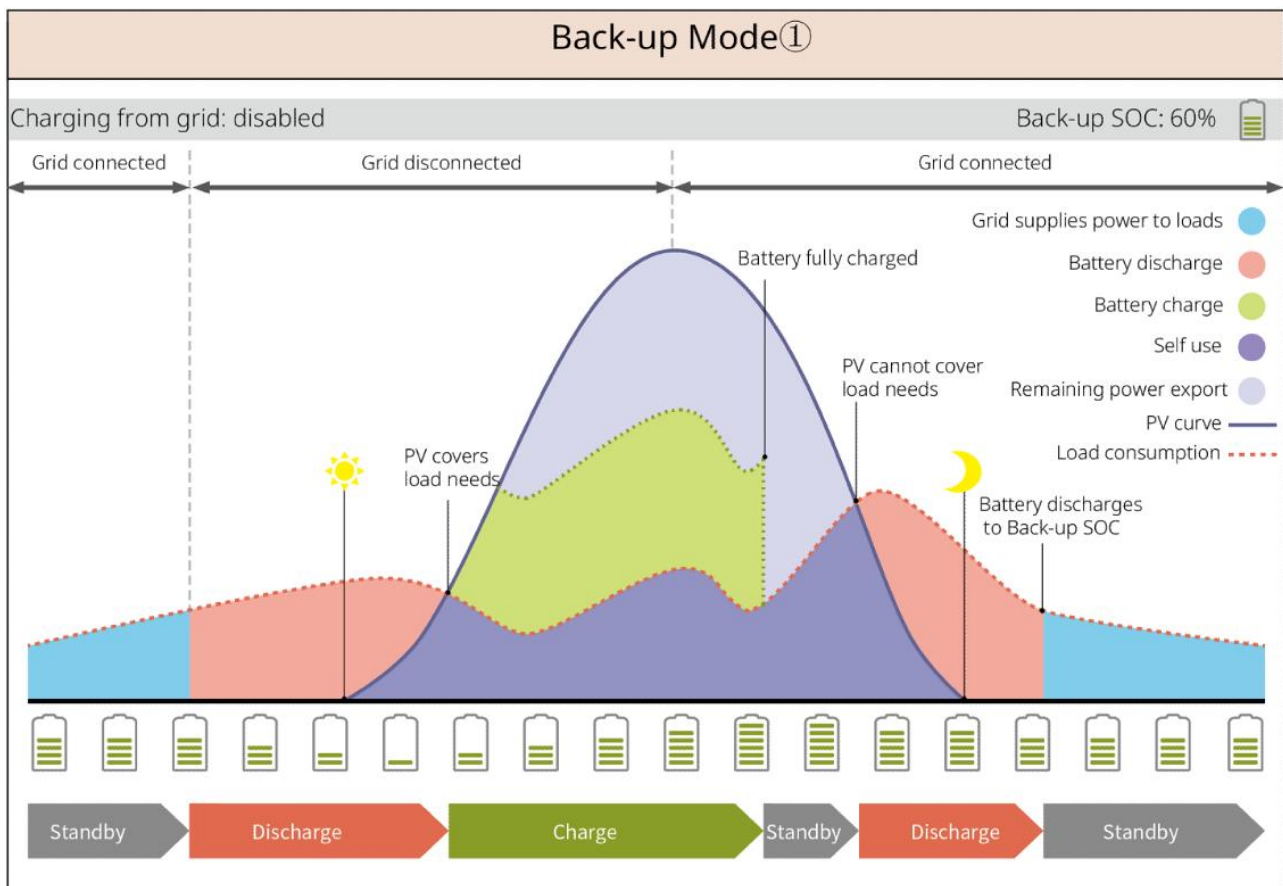 Back-up Mode①
Charging from grid: disabled
Back-up SOC: 60%
Grid connected
Grid disconnected
Grid connected
Grid supplies power to loads
Battery discharge
Battery charge
Self use
Remaining power export
PV curve
Load consumption
Battery fully charged
PV cannot cover
load needs
PV covers
load needs
Battery discharges
to Back-up SOC
Standby
Discharge
Charge
Standby
Discharge
Standby